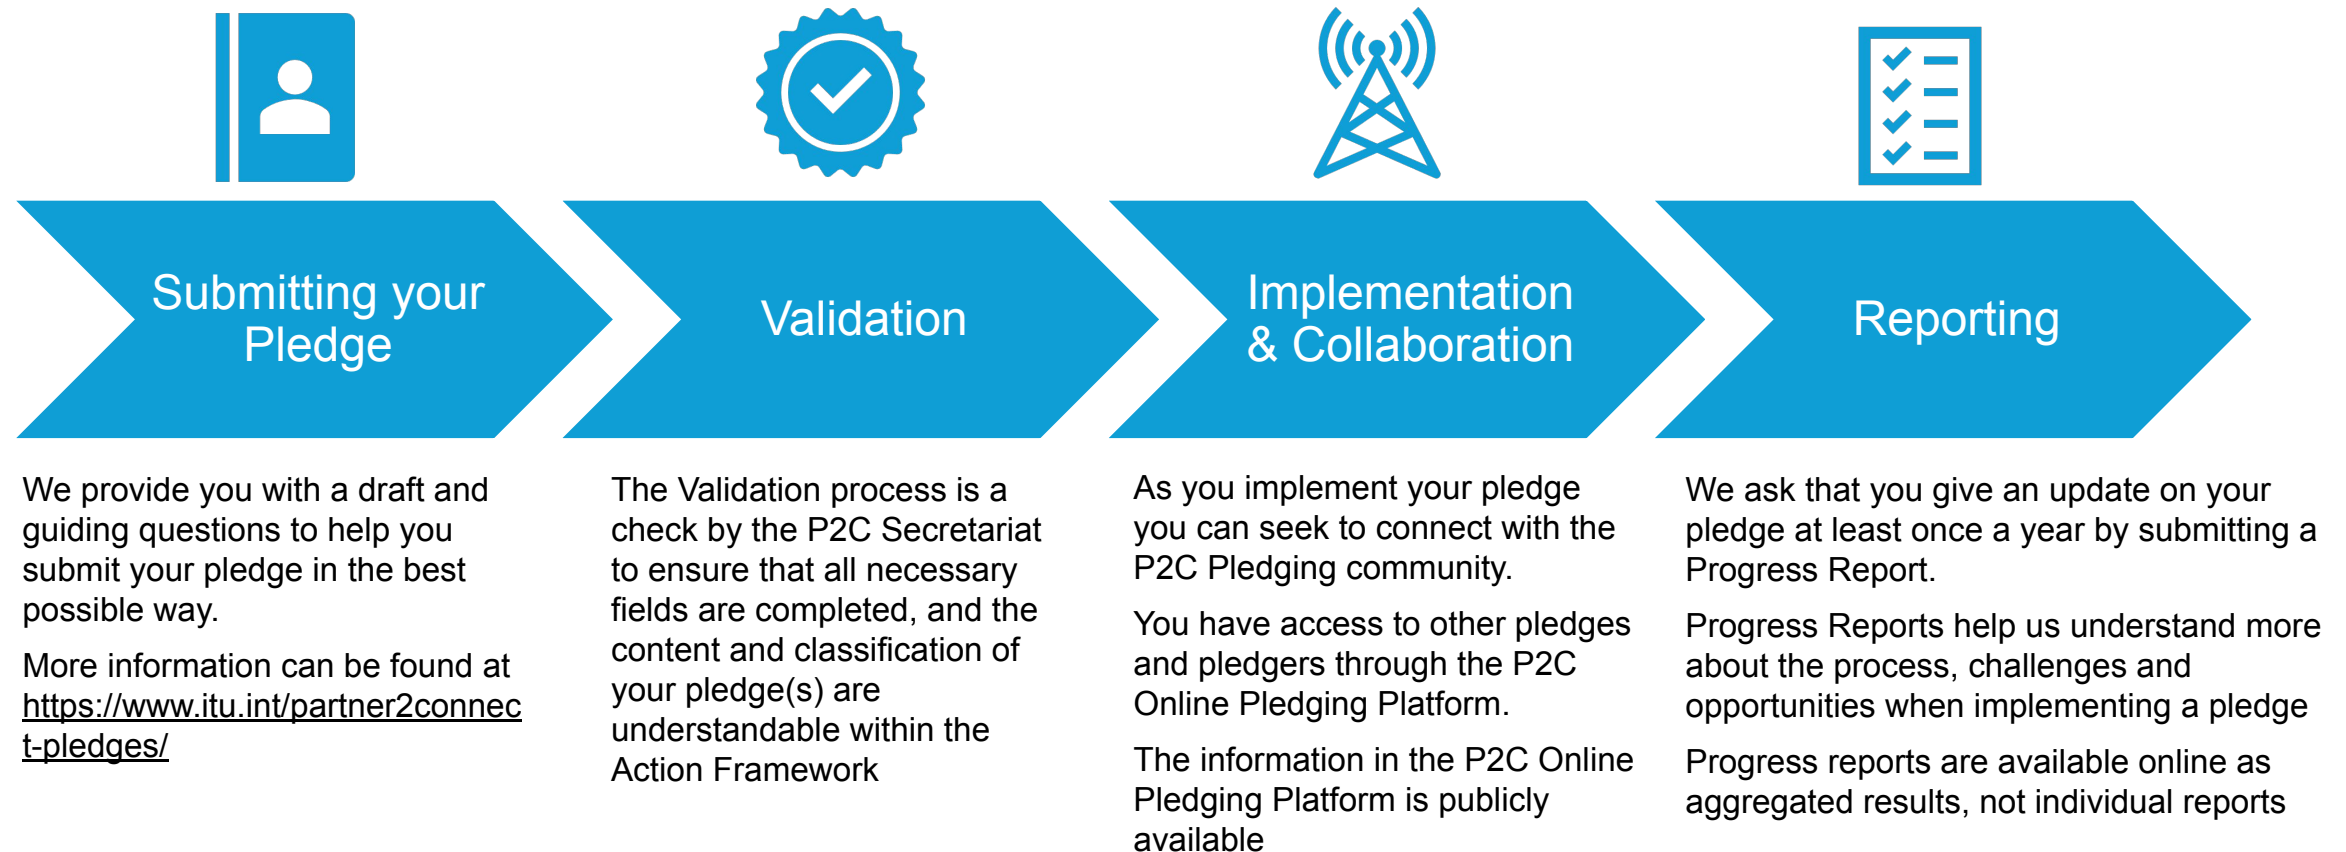 Submitting your
Pledge
Validation
Implementation
& Collaboration
Reporting
We provide you with a draft and
guiding questions to help you
submit your pledge in the best
possible way.
More information can be found at
https://www.itu.int/partner2connec
t-pledges/
The Validation process is a
check by the P2C Secretariat
to ensure that all necessary
fields are completed, and the
content and classification of
your pledge(s) are
understandable within the
Action Framework
As you implement your pledge
you can seek to connect with the
P2C Pledging community.
You have access to other pledges
and pledgers through the P2C
Online Pledging Platform.
The information in the P2C Online
Pledging Platform is publicly
available
We ask that you give an update on your
pledge at least once a year by submitting a
Progress Report.
Progress Reports help us understand more
about the process, challenges and
opportunities when implementing a pledge
Progress reports are available online as
aggregated results, not individual reports